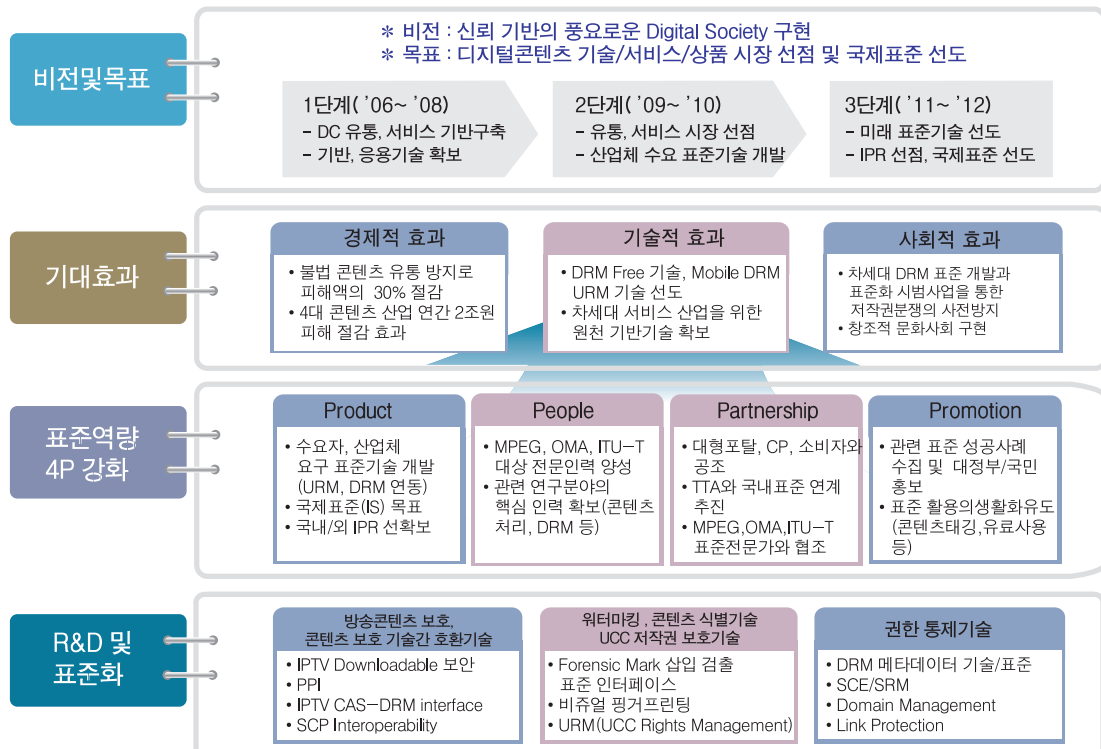 비전및목표
* 비전 : 신뢰 기반의 풍요로운 Digital Society 구현
* 목표 : 디지털콘텐츠 기술/서비스/상품 시장 선점 및 국제표준 선도
1단계( ’06~ ’08)
- DC 유통, 서비스 기반구축
- 기반, 응용기술 확보
2단계( ’09~ ’10)
- 유통, 서비스 시장 선점
- 산업체 수요 표준기술 개발
3단계( ’11~ ’12)
- 미래 표준기술 선도
- IPR 선점, 국제표준 선도
기대효과
경제적 효과
• 불법 콘텐츠 유통 방지로
피해액의 30% 절감
• 4대 콘텐츠 산업 연간 2조원
피해 절감 효과
기술적 효과
• DRM Free 기술, Mobile DRM
URM 기술 선도
• 차세대 서비스 산업을 위한
원천 기반기술 확보
사회적 효과
• 차세대 DRM 표준 개발과
표준화 시범사업을 통한
저작권분쟁의 사전방지
• 창조적 문화사회 구현
표준역량
4P 강화
Product
• 수요자, 산업체
요구 표준기술 개발
(URM, DRM 연동)
• 국제표준(IS) 목표
• 국내/외 IPR 선확보
People
• MPEG, OMA, ITU-T
대상 전문인력 양성
• 관련 연구분야의
핵심 인력 확보(콘텐츠
처리, DRM 등)
Partnership
• 대형포탈, CP, 소비자와
공조
• TTA와 국내표준 연계
추진
• MPEG,OMA,ITU-T
표준전문가와 협조
Promotion
• 관련 표준 성공사례
수집 및 대정부/국민
홍보
• 표준 활용의생활화유도
(콘텐츠태깅,유료사용
등)
R&D 및
표준화
방송콘텐츠 보호,
콘텐츠 보호 기술간 호환기술
• IPTV Downloadable 보안
• PPI
• IPTV CAS-DRM interface
• SCP Interoperability
워터마킹 , 콘텐츠 식별기술
UCC 저작권 보호기술
• Forensic Mark 삽입 검출
표준 인터페이스
• 비쥬얼 핑거프린팅
• URM(UCC Rights Management)
권한 통제기술
• DRM 메타데이터 기술/표준
• SCE/SRM
• Domain Management
• Link Protection